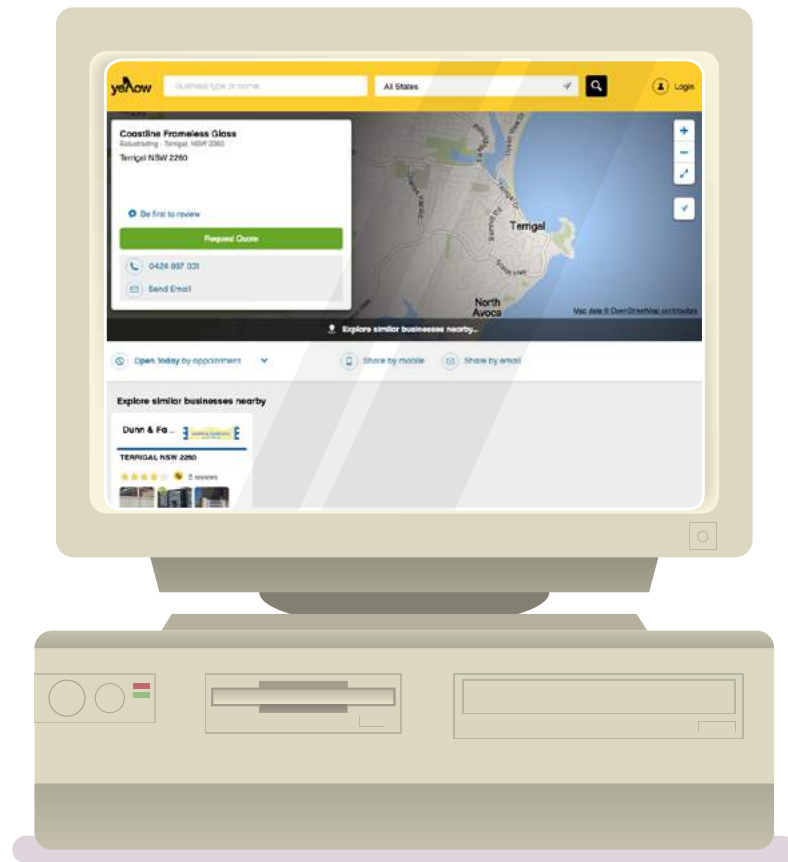 yellow
Business type or name
All States
Login
Coastline Frameless Glass
Balustrading - Terrigal, NSW 2260
Terrigal NSW 2260
Be first to review
Request Quote
0424 807 031
Send Email
Terrigal Dr
Terrigal
North
Avoca
Map data © OpenStreetMap contributors
Explore similar businesses nearby...
Open Today by appointment
Share by mobile
Share by email
Explore similar businesses nearby
Dunn & Fa...
TERRIGAL NSW 2260
reviews